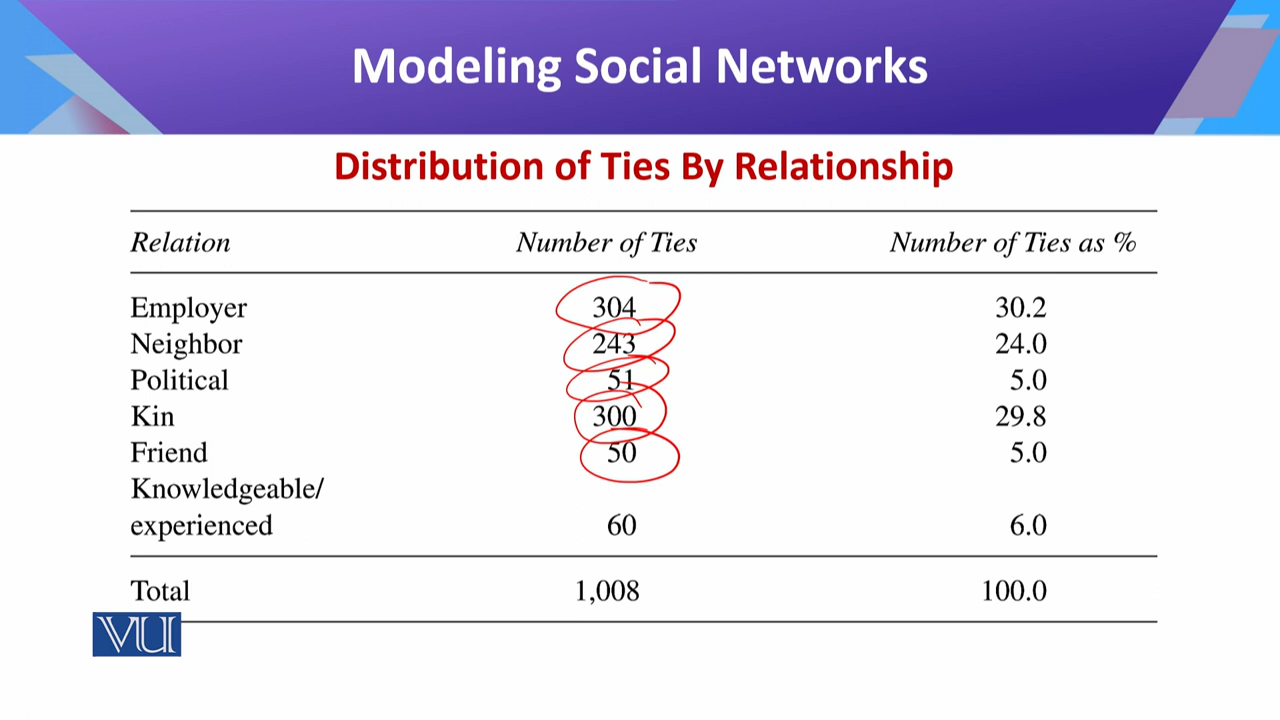 Modeling Social Networks
Distribution of Ties By Relationship
Relation Number of Ties Number of Ties as %
Employer 304 30.2
Neighbor 243 24.0
Political 51 5.0
Kin 300 29.8
Friend 50 5.0
Knowledgeable/
experienced 60 6.0
Total 1,008 100.0
VU